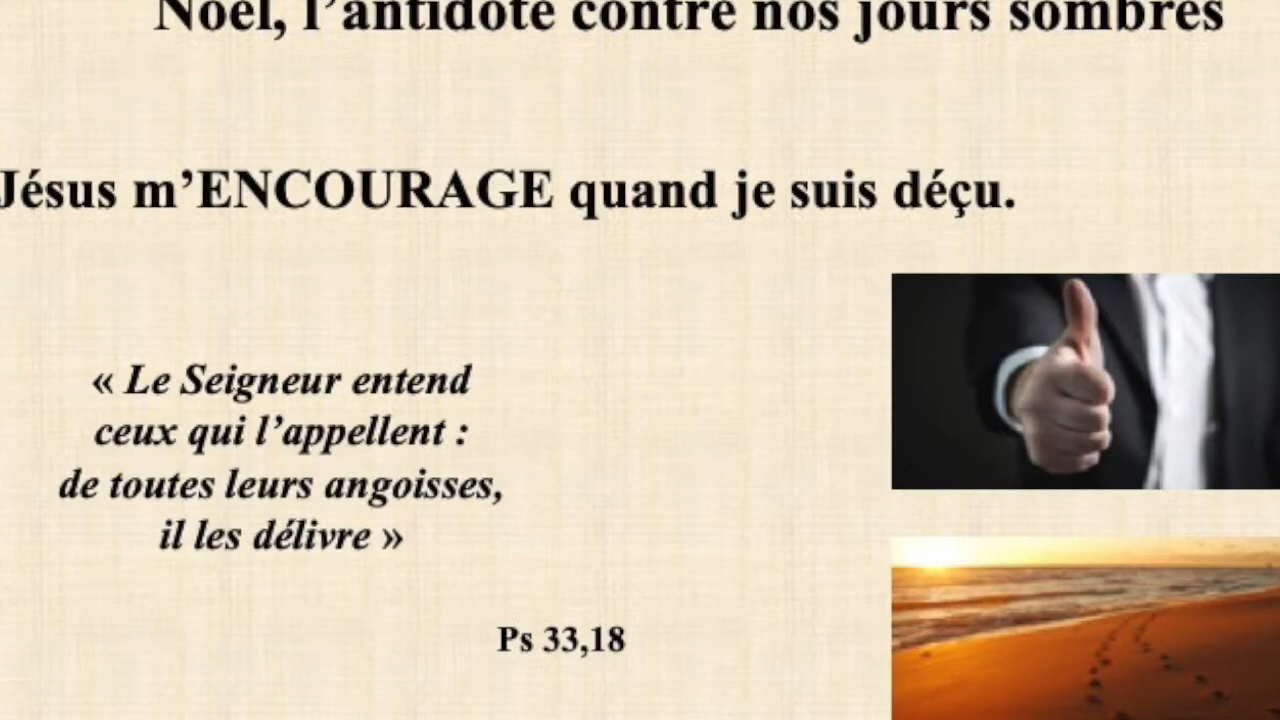 Noël, l’antidote contre nos jours sombres
Jésus m’ENCOURAGE quand je suis déçu.
« Le Seigneur entend
ceux qui l’appellent :
de toutes leurs angoisses,
il les délivre »
Ps 33,18